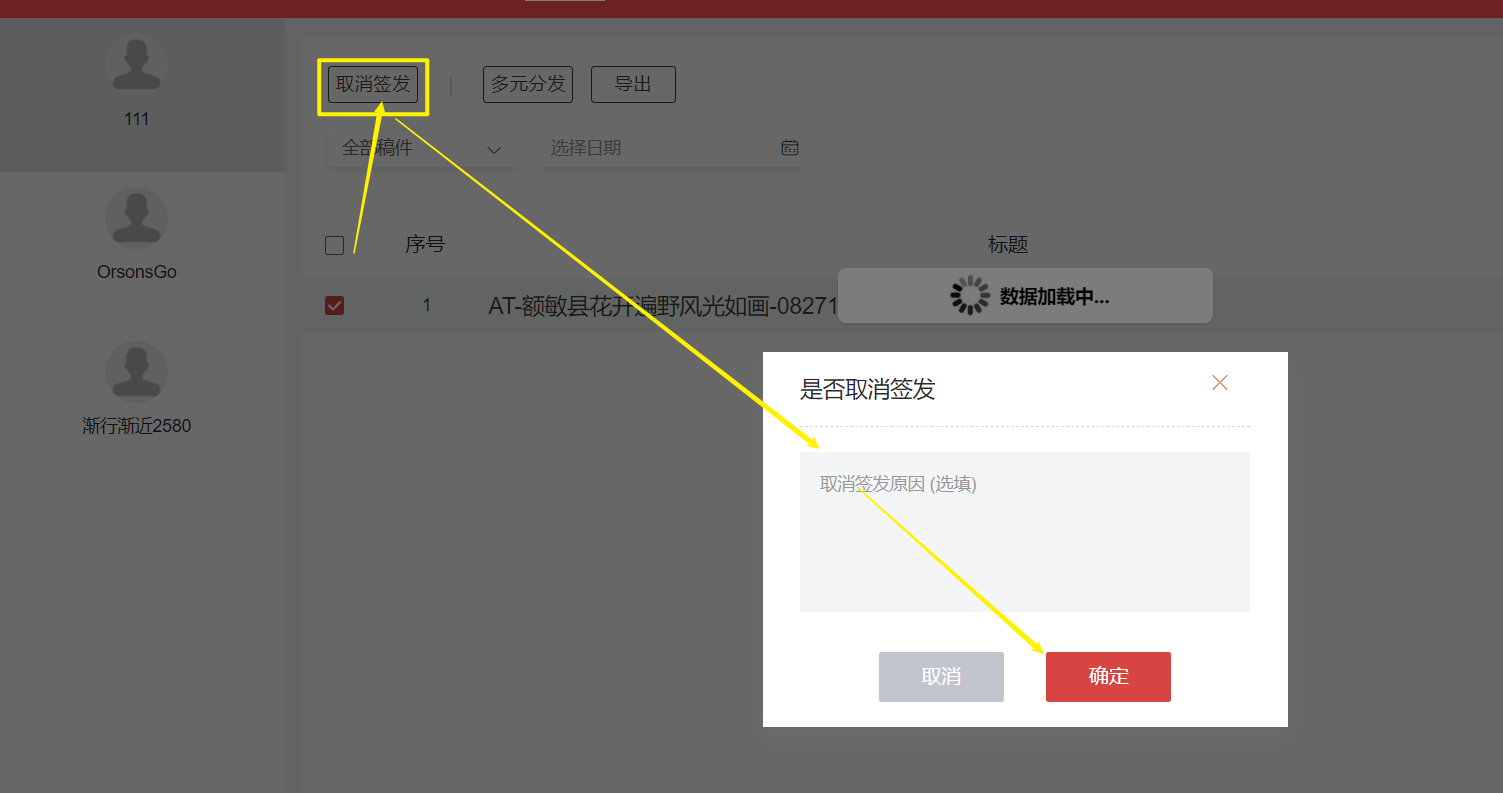 111
OrsonsGo
渐行渐近2580
取消签发
多元分发
导出
全部稿件
选择日期
序号
标题
1
AT-额敏县花开遍野风光如画-08271
数据加载中...
是否取消签发
取消签发原因 (选填)
取消
确定